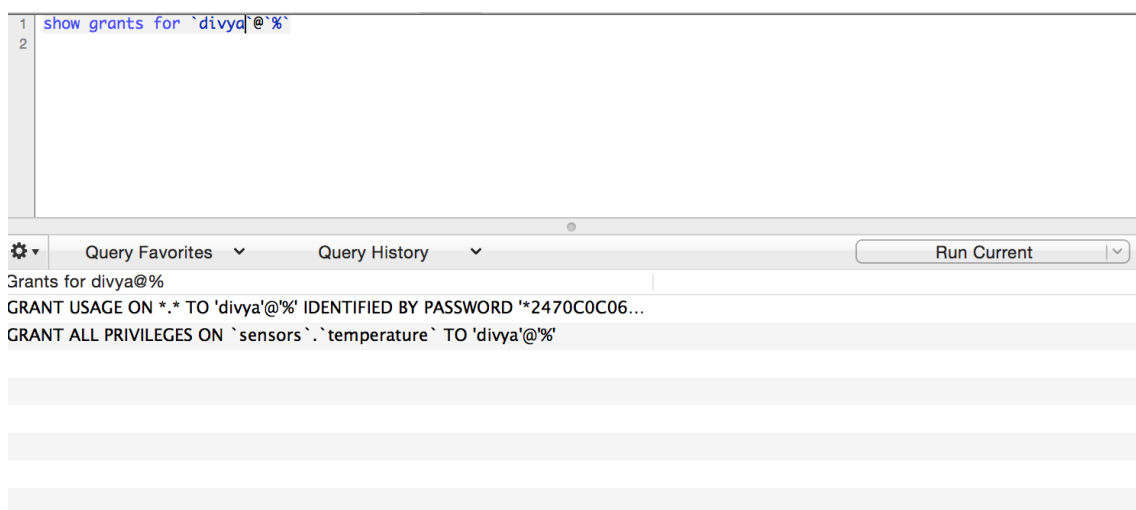 1 show grants for `divya`@`%`
2
Query Favorites Query History Run Current
Grants for divya@%
GRANT USAGE ON *.* TO 'divya'@'%' IDENTIFIED BY PASSWORD '*2470C0C06...
GRANT ALL PRIVILEGES ON `sensors`.`temperature` TO 'divya'@'%'